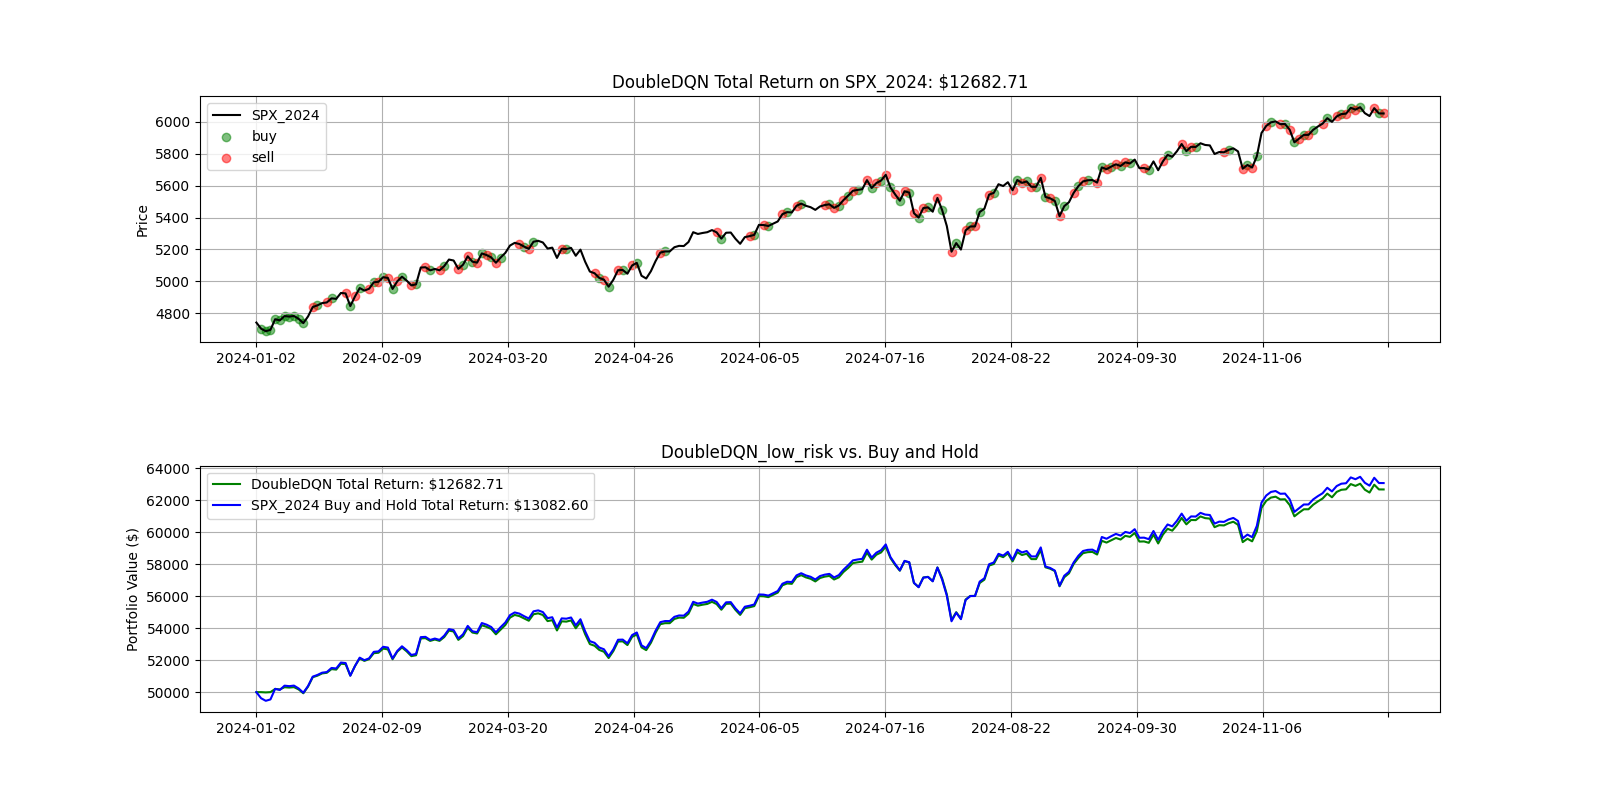 DoubleDQN Total Return on SPX_2024: $12682.71
SPX_2024
buy
sell
Price
6000
5800
5600
5400
5200
5000
4800
2024-01-02 2024-02-09 2024-03-20 2024-04-26 2024-06-05 2024-07-16 2024-08-22 2024-09-30 2024-11-06
DoubleDQN_low_risk vs. Buy and Hold
DoubleDQN Total Return: $12682.71
SPX_2024 Buy and Hold Total Return: $13082.60
Portfolio Value ($)
64000
62000
60000
58000
56000
54000
52000
50000
2024-01-02 2024-02-09 2024-03-20 2024-04-26 2024-06-05 2024-07-16 2024-08-22 2024-09-30 2024-11-06